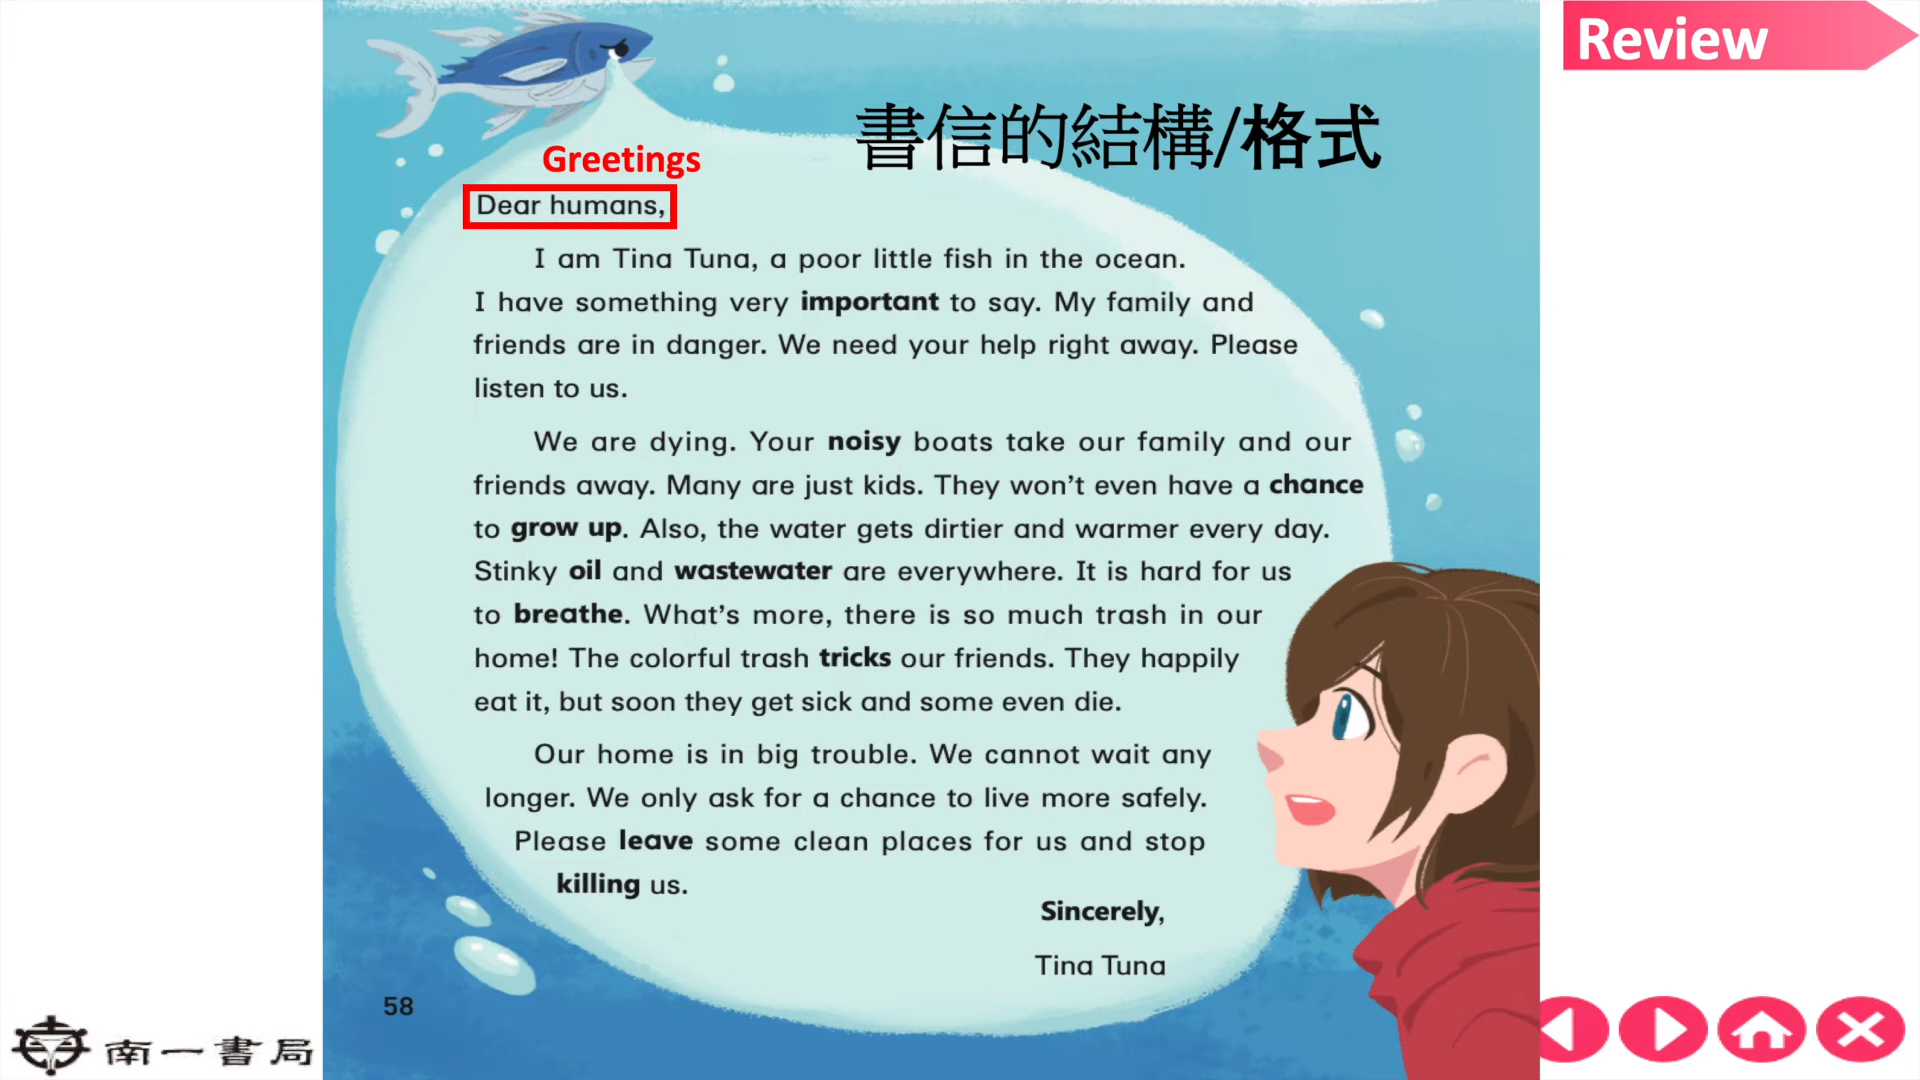 Review
書信的結構/格式
Greetings
Dear humans,
I am Tina Tuna, a poor little fish in the ocean.
I have something very important to say. My family and
friends are in danger. We need your help right away. Please
listen to us.
We are dying. Your noisy boats take our family and our
friends away. Many are just kids. They won't even have a chance
to grow up. Also, the water gets dirtier and warmer every day.
Stinky oil and wastewater are everywhere. It is hard for us
to breathe. What's more, there is so much trash in our
home! The colorful trash tricks our friends. They happily
eat it, but soon they get sick and some even die.
Our home is in big trouble. We cannot wait any
longer. We only ask for a chance to live more safely.
Please leave some clean places for us and stop
killing us.
Sincerely,
Tina Tuna
58
南一書局